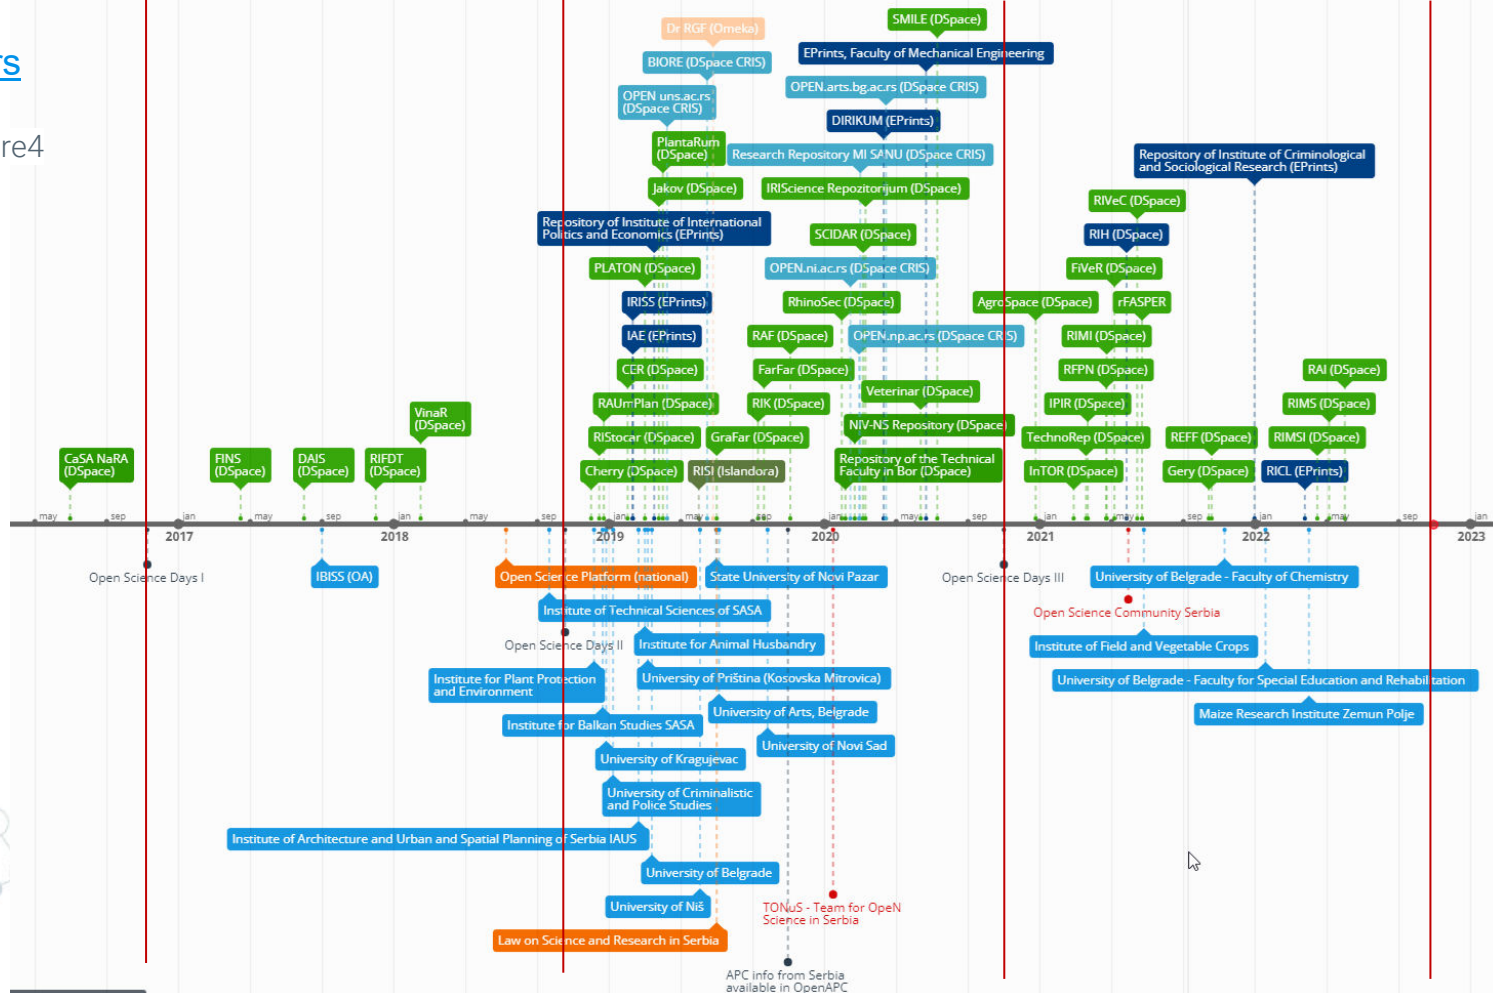 rs
re4
SMILE (DSpace)
Dr RGF (Omeka)
EPrints, Faculty of Mechanical Engineering
BIORE (DSpace CRIS)
OPEN.arts.bg.ac.rs (DSpace CRIS)
OPEN uns.ac.rs
(DSpace CRIS)
DIRIKUM (EPrints)
PlantaRum
(DSpace)
Research Repository MI SANU (DSpace CRIS)
Repository of Institute of Criminological
and Sociological Research (EPrints)
Jakov (DSpace)
IRIScience Repozitorijum (DSpace)
RIVeC (DSpace)
Repository of Institute of International
Politics and Economics (EPrints)
SCIDAR (DSpace)
RIH (DSpace)
PLATON (DSpace)
OPEN.ni.ac.rs (DSpace CRIS)
FiVeR (DSpace)
IRISS (EPrints)
RhinoSec (DSpace)
AgroSpace (DSpace)
rFASPER
IAE (EPrints)
RAF (DSpace)
OPEN.np.ac.rs (DSpace CRIS)
RIMI (DSpace)
CER (DSpace)
FarFar (DSpace)
RFPN (DSpace)
RAI (DSpace)
Veterinar (DSpace)
RAUmPlan (DSpace)
RIK (DSpace)
IPIR (DSpace)
RIMS (DSpace)
VinaR
(DSpace)
NIV-NS Repository (DSpace)
RIStocar (DSpace)
GraFar (DSpace)
TechnoRep (DSpace)
REFF (DSpace)
RIMSI (DSpace)
CaSA NaRA
(DSpace)
FINS
(DSpace)
DAIS
(DSpace)
RIFDT
(DSpace)
Cherry (DSpace)
RISI (Islandora)
Repository of the Technical
Faculty in Bor (DSpace)
InTOR (DSpace)
Gery (DSpace)
RICL (EPrints)
may sep jan may sep jan may sep jan may sep jan may sep jan may sep jan may sep jan
2017 2018 2019 2020 2021 2022 2023
Open Science Days I
IBISS (OA)
Open Science Platform (national)
State University of Novi Pazar
Open Science Days III
University of Belgrade - Faculty of Chemistry
Institute of Technical Sciences of SASA
Open Science Community Serbia
Open Science Days II
Institute for Animal Husbandry
Institute of Field and Vegetable Crops
Institute for Plant Protection
and Environment
University of Priština (Kosovska Mitrovica)
University of Belgrade - Faculty for Special Education and Rehabilitation
University of Arts, Belgrade
Maize Research Institute Zemun Polje
Institute for Balkan Studies SASA
University of Novi Sad
University of Kragujevac
University of Criminalistic
and Police Studies
Institute of Architecture and Urban and Spatial Planning of Serbia IAUS
University of Belgrade
University of Niš
TONuS - Team for OpeN
Science in Serbia
Law on Science and Research in Serbia
APC info from Serbia
available in OpenAPC